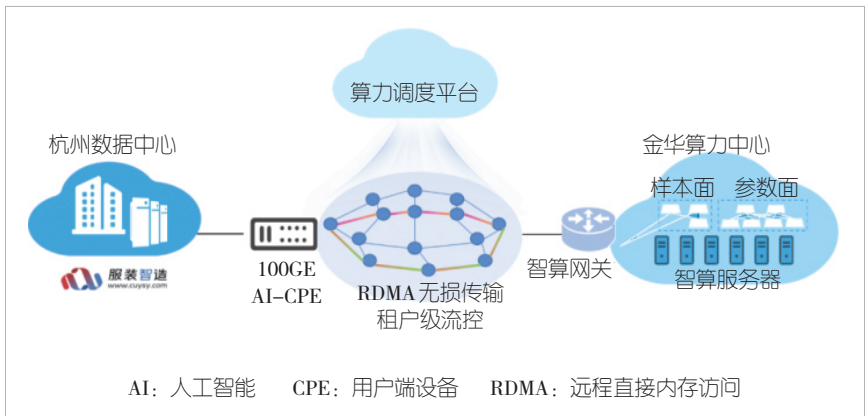 算力调度平台
杭州数据中心
金华算力中心
样本面 参数面
服装智造
www.cuysy.com
100GE
AI-CPE
RDMA无损传输
租户级流控
智算网关
智算服务器
AI：人工智能 CPE：用户端设备 RDMA：远程直接内存访问